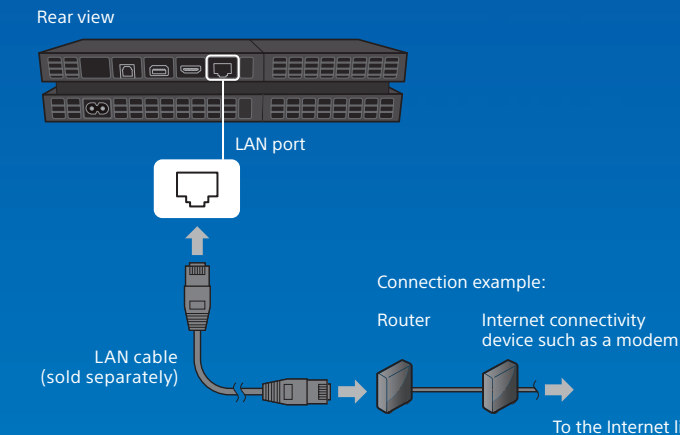 Rear view
LAN port
Connection example:
Router
Internet connectivity
device such as a modem
LAN cable
(sold separately)
To the Internet